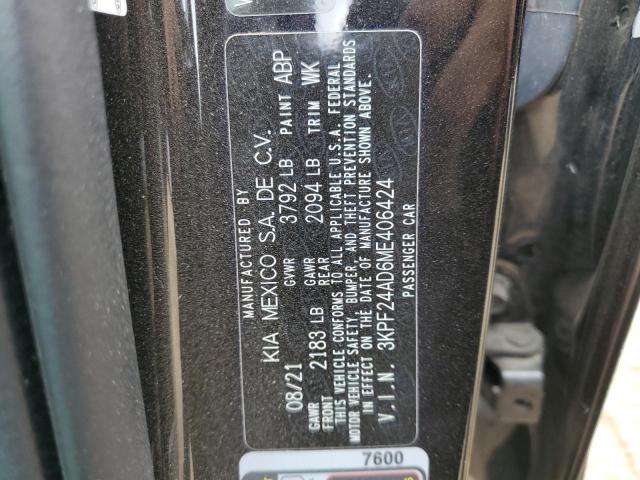 MANUFACTURED BY
KIA MEXICO S.A. DE C.V.
08/21 GVWR 3792 LB PAINT ABP
GAWR FRONT 2183 LB GAWR REAR 2094 LB TRIM WK
THIS VEHICLE CONFORMS TO ALL APPLICABLE U.S.A. FEDERAL
MOTOR VEHICLE SAFETY, BUMPER, AND THEFT PREVENTION STANDARDS
IN EFFECT ON THE DATE OF MANUFACTURE SHOWN ABOVE.
V.I.N. 3KPF24AD6ME406424
PASSENGER CAR
7600